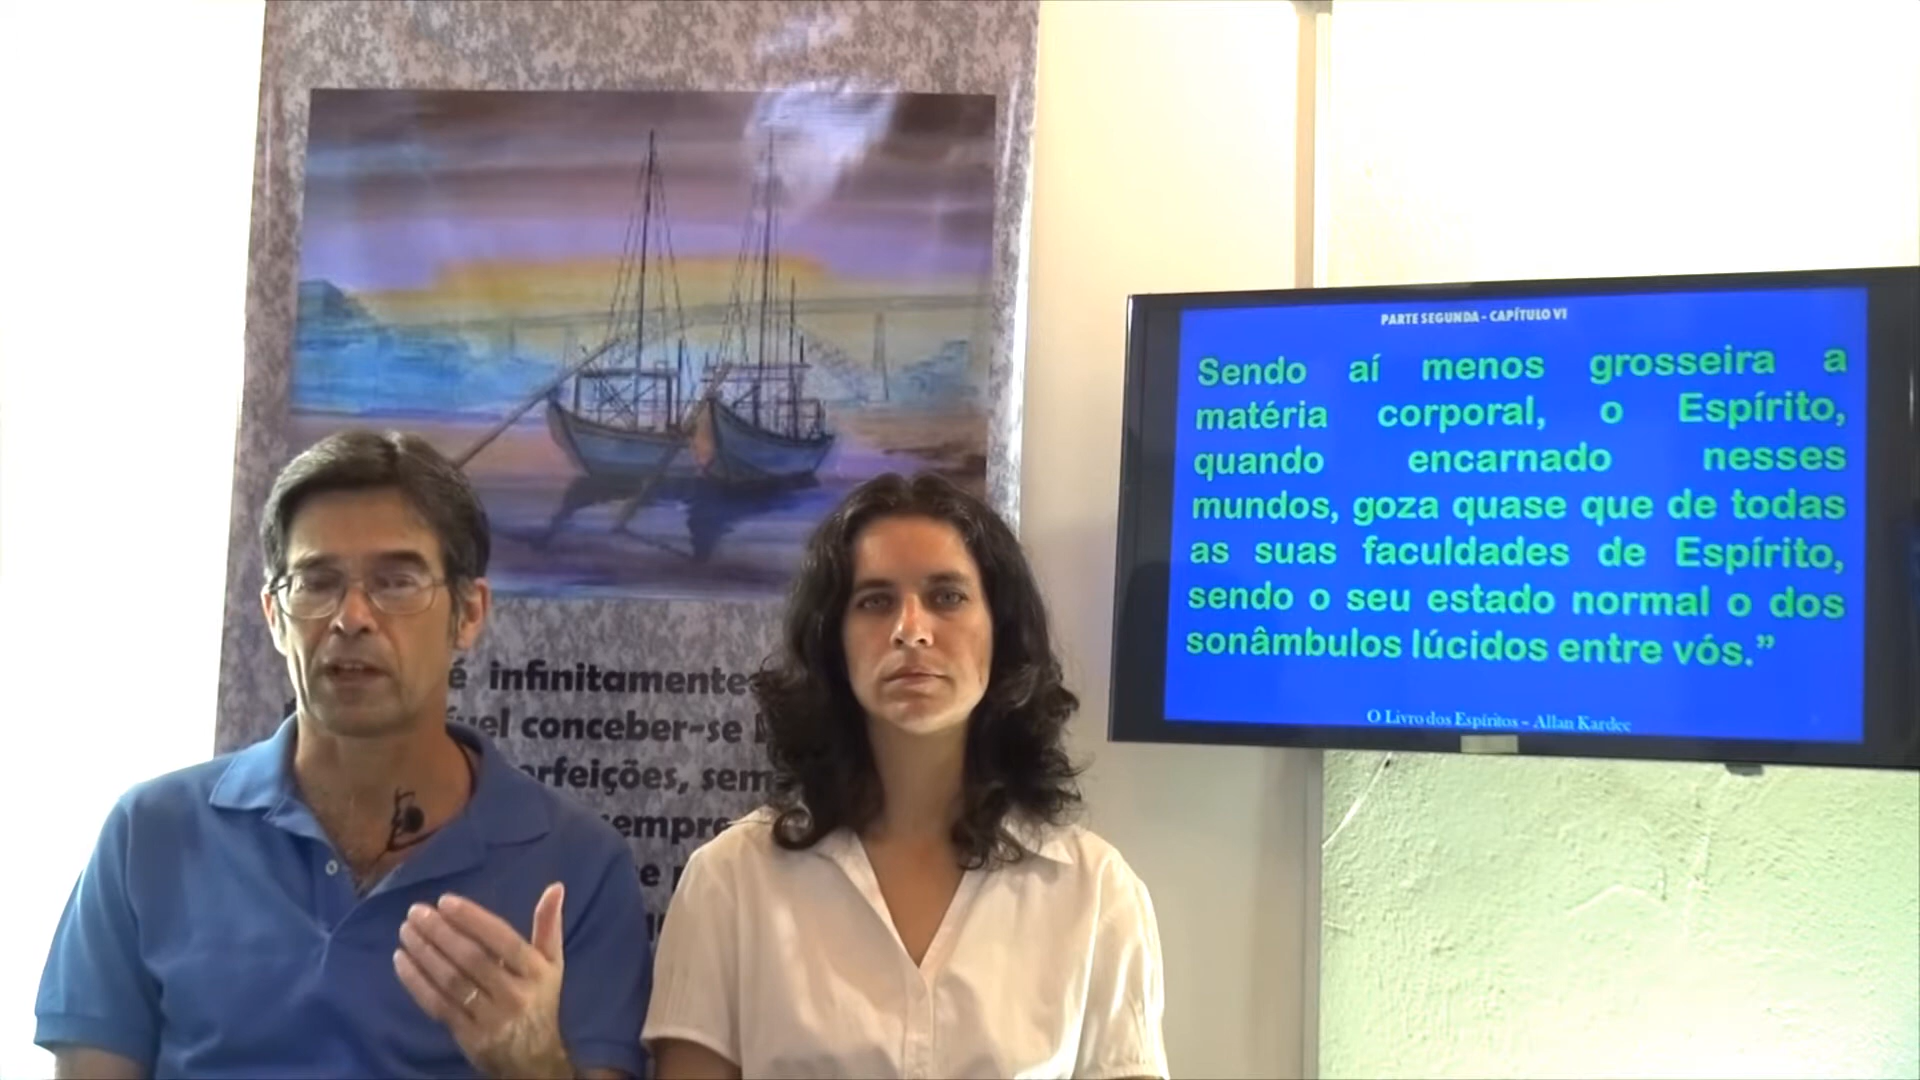 é infinitamente
conceber-se
sem
PARTE SEGUNDA - CAPÍTULO VI
Sendo aí menos grosseira a
matéria corporal, o Espírito,
quando encarnado nesses
mundos, goza quase que de todas
as suas faculdades de Espírito,
sendo o seu estado normal o dos
sonâmbulos lúcidos entre vós.”
O Livro dos Espíritos – Allan Kardec